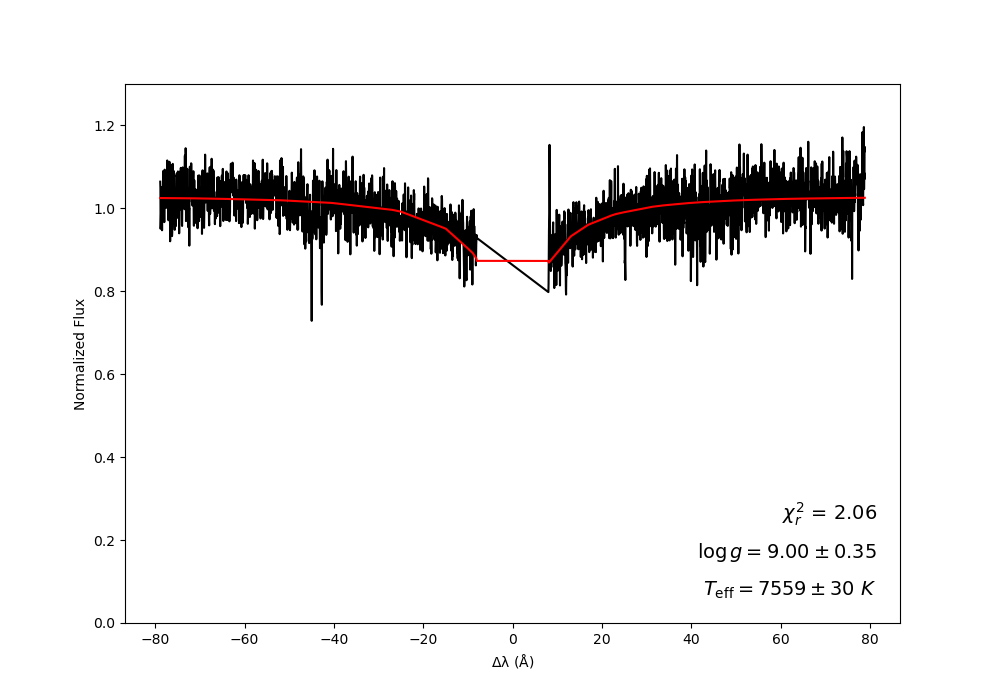 1.2
1.0
0.8
0.6
0.4
0.2
0.0
Normalized Flux
χ²ᵣ = 2.06
log g = 9.00 ± 0.35
T_eff = 7559 ± 30 K
−80 −60 −40 −20 0 20 40 60 80
Δλ (Å)